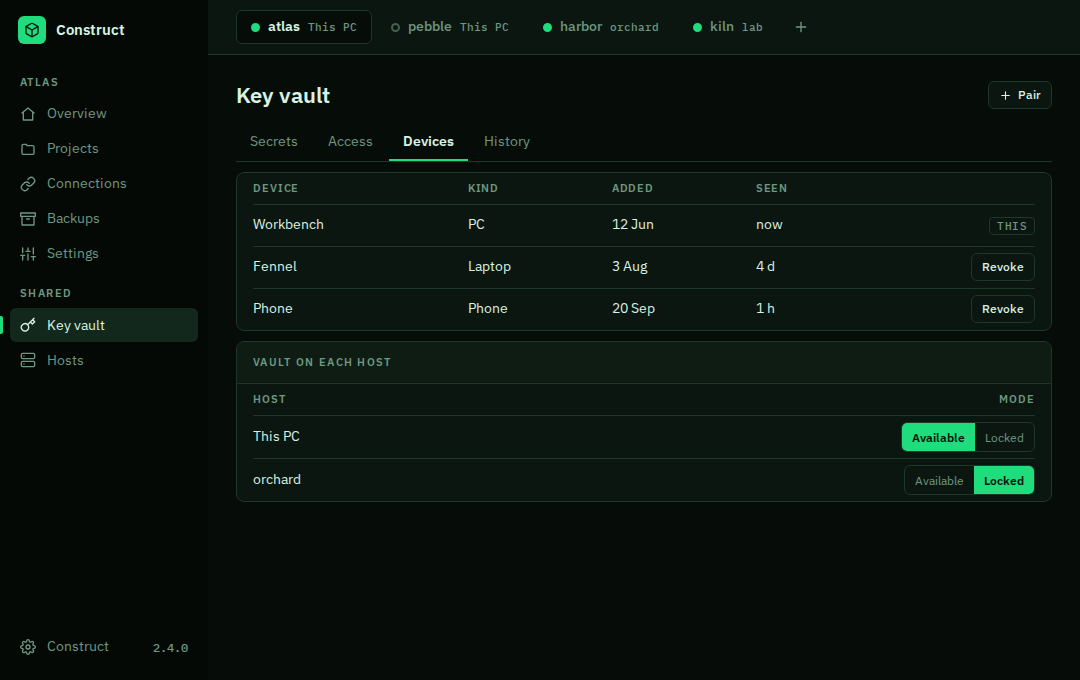 Construct
atlas This PC
pebble This PC
harbor orchard
kiln lab
ATLAS
Overview
Projects
Connections
Backups
Settings
SHARED
Key vault
Hosts
Construct 2.4.0
Key vault
+ Pair
Secrets Access Devices History
DEVICE KIND ADDED SEEN
Workbench PC 12 Jun now THIS
Fennel Laptop 3 Aug 4 d Revoke
Phone Phone 20 Sep 1 h Revoke
VAULT ON EACH HOST
HOST MODE
This PC Available Locked
orchard Available Locked